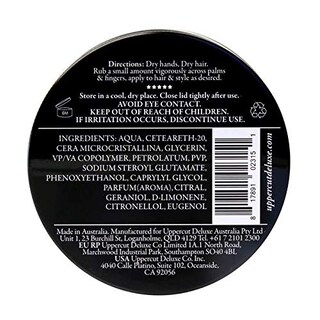 Directions: Dry hands, Dry hair.
Rub a small amount vigorously across palms
& fingers, apply to hair & style as desired.
Store in a cool, dry place. Close lid tightly after use.
AVOID EYE CONTACT.
KEEP OUT OF REACH OF CHILDREN.
IF IRRITATION OCCURS, DISCONTINUE USE.
INGREDIENTS: AQUA, CETEARETH-20,
CERA MICROCRISTALLINA, GLYCERIN,
VP/VA COPOLYMER, PETROLATUM, PVP,
SODIUM STEROYL GLUTAMATE,
PHENOXYETHANOL, CAPRYLYL GLYCOL,
PARFUM(AROMA), CITRAL,
GERANIOL, D-LIMONENE,
CITRONELLOL, EUGENOL
8 17891 02315 1
uppercutdeluxe.com
Made in Australia. Manufactured for Uppercut Deluxe Australia Pty Ltd
Unit 1, 23 Burchill St, Loganholme, QLD 4129 Tel. +61 7 2101 2300
EU RP Uppercut Deluxe Co Limited 1A.1 North Road,
Marchwood Industrial Park, Southampton SO40 4BL
USA Uppercut Deluxe Co. Inc.
4040 Calle Platino, Suite 102, Oceanside,
CA 92056